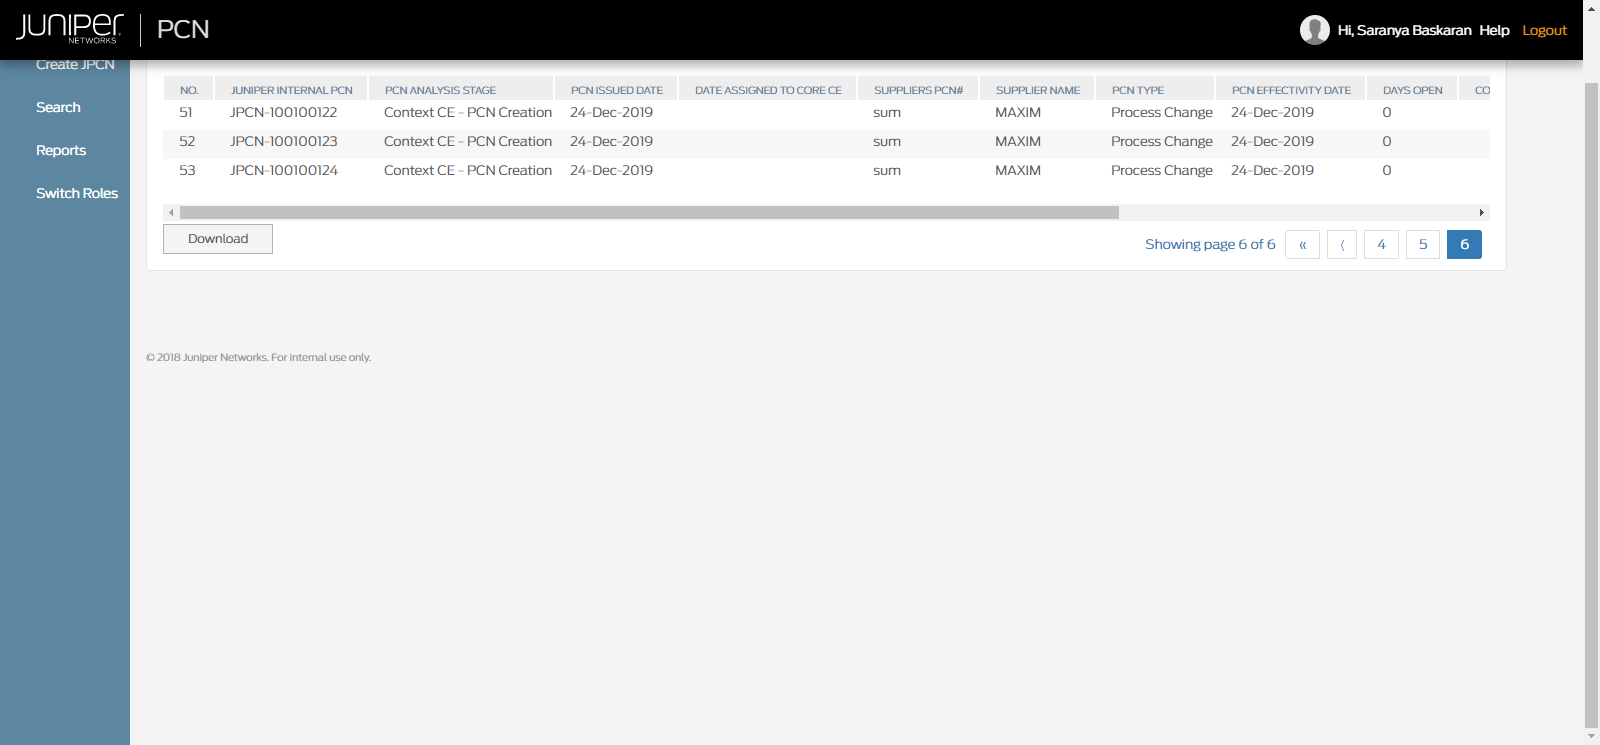 JUNIPEr NETWORKS PCN Hi, Saranya Baskaran Help Logout
Create JPCN
Search
Reports
Switch Roles
NO. JUNIPER INTERNAL PCN PCN ANALYSIS STAGE PCN ISSUED DATE DATE ASSIGNED TO CORE CE SUPPLIERS PCN# SUPPLIER NAME PCN TYPE PCN EFFECTIVITY DATE DAYS OPEN CO
51 JPCN-100100122 Context CE - PCN Creation 24-Dec-2019 sum MAXIM Process Change 24-Dec-2019 0
52 JPCN-100100123 Context CE - PCN Creation 24-Dec-2019 sum MAXIM Process Change 24-Dec-2019 0
53 JPCN-100100124 Context CE - PCN Creation 24-Dec-2019 sum MAXIM Process Change 24-Dec-2019 0
Download
Showing page 6 of 6 « ⟨ 4 5 6
© 2018 Juniper Networks. For internal use only.